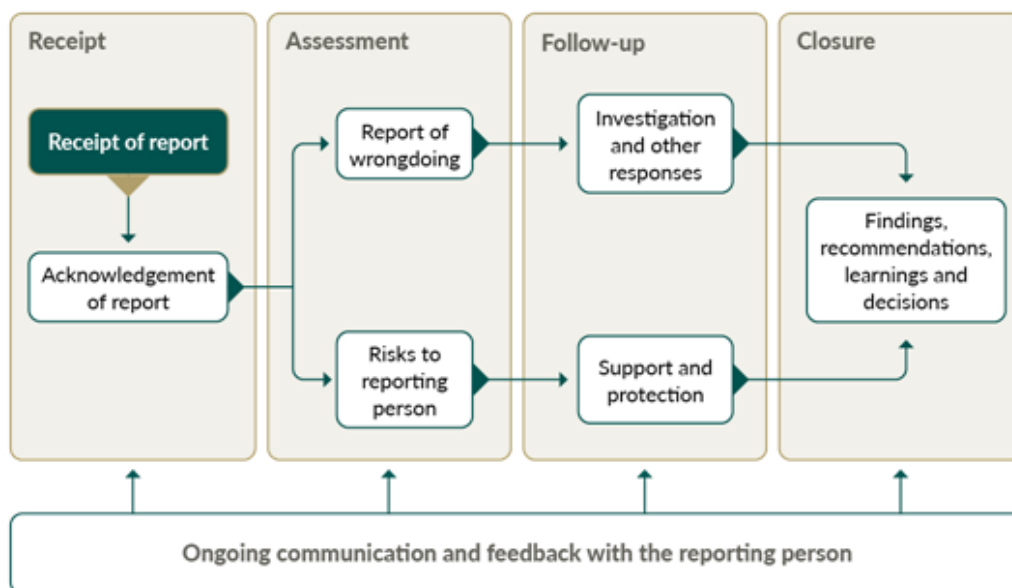 Receipt
Receipt of report
Acknowledgement
of report
Assessment
Report of
wrongdoing
Risks to
reporting
person
Follow-up
Investigation
and other
responses
Support and
protection
Closure
Findings,
recommendations,
learnings and
decisions
Ongoing communication and feedback with the reporting person